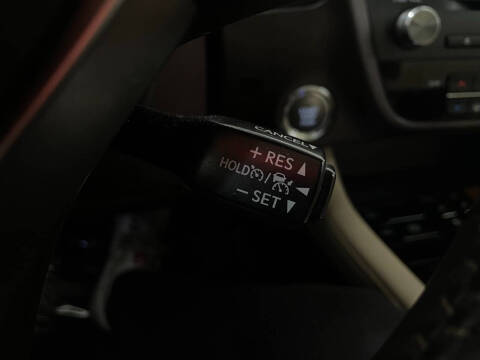 CANCEL
+ RES ▲
HOLD /
− SET ▼